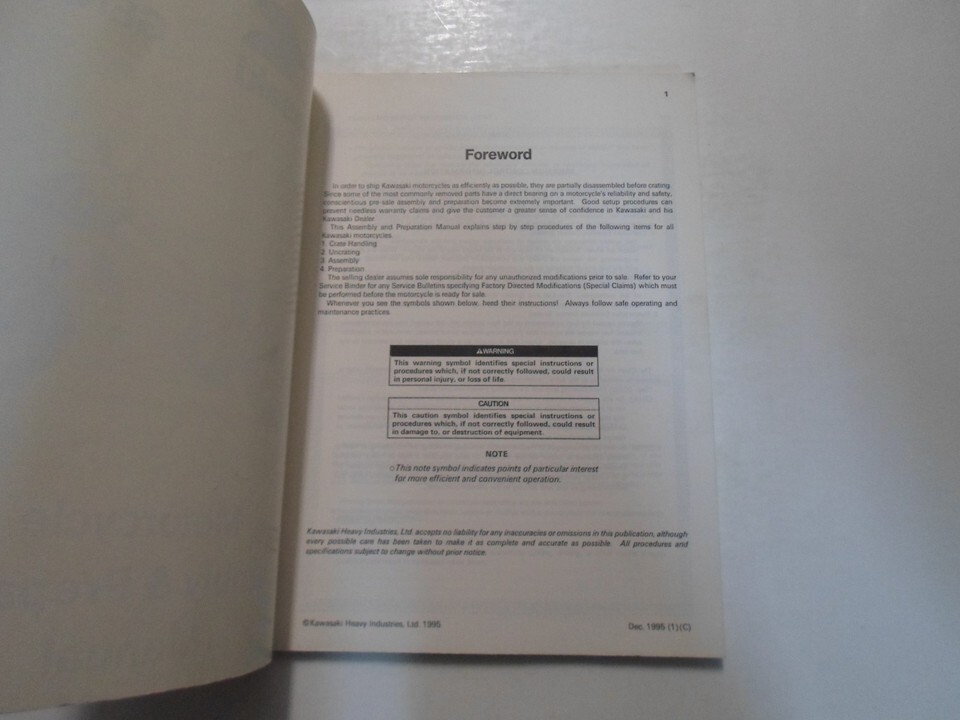 1
Foreword
In order to ship Kawasaki motorcycles as efficiently as possible, they are partially disassembled before crating.
Since some of the most commonly removed parts have a direct bearing on a motorcycle's reliability and safety,
conscientious pre-sale assembly and preparation become extremely important. Good setup procedures can
prevent needless warranty claims and give the customer a greater sense of confidence in Kawasaki and his
Kawasaki Dealer.
This Assembly and Preparation Manual explains step by step procedures of the following items for all
Kawasaki motorcycles.
1. Crate Handling
2. Uncrating
3. Assembly
4. Preparation
The selling dealer assumes sole responsibility for any unauthorized modifications prior to sale. Refer to your
Service Binder for any Service Bulletins specifying Factory Directed Modifications (Special Claims) which must
be performed before the motorcycle is ready for sale.
Whenever you see the symbols shown below, heed their instructions! Always follow safe operating and
maintenance practices.
⚠WARNING
This warning symbol identifies special instructions or
procedures which, if not correctly followed, could result
in personal injury, or loss of life.
CAUTION
This caution symbol identifies special instructions or
procedures which, if not correctly followed, could result
in damage to, or destruction of equipment.
NOTE
○This note symbol indicates points of particular interest
for more efficient and convenient operation.
Kawasaki Heavy Industries, Ltd. accepts no liability for any inaccuracies or omissions in this publication, although
every possible care has been taken to make it as complete and accurate as possible. All procedures and
specifications subject to change without prior notice.
©Kawasaki Heavy Industries, Ltd. 1995
Dec. 1995 (1)(C)